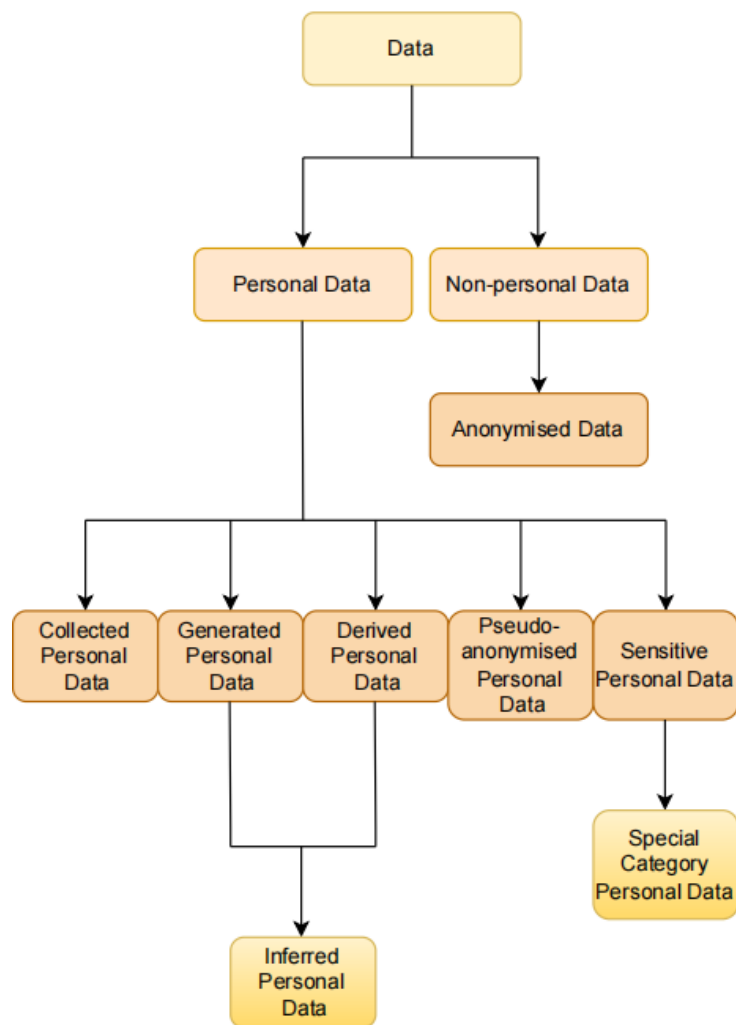 Data
Personal Data
Non-personal Data
Anonymised Data
Collected
Personal
Data
Generated
Personal
Data
Derived
Personal
Data
Pseudo-
anonymised
Personal
Data
Sensitive
Personal Data
Special
Category
Personal Data
Inferred
Personal
Data